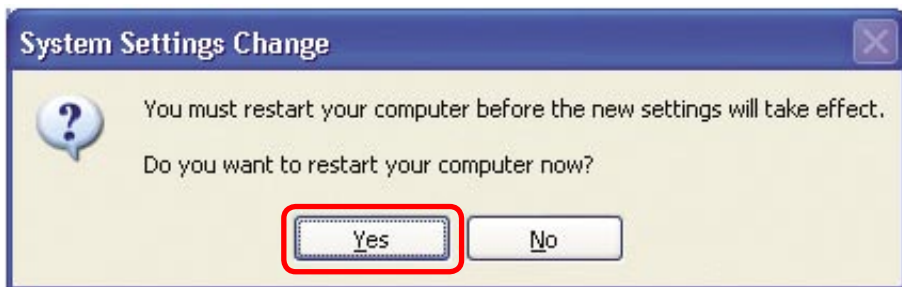 System Settings Change
You must restart your computer before the new settings will take effect.
Do you want to restart your computer now?
Yes No